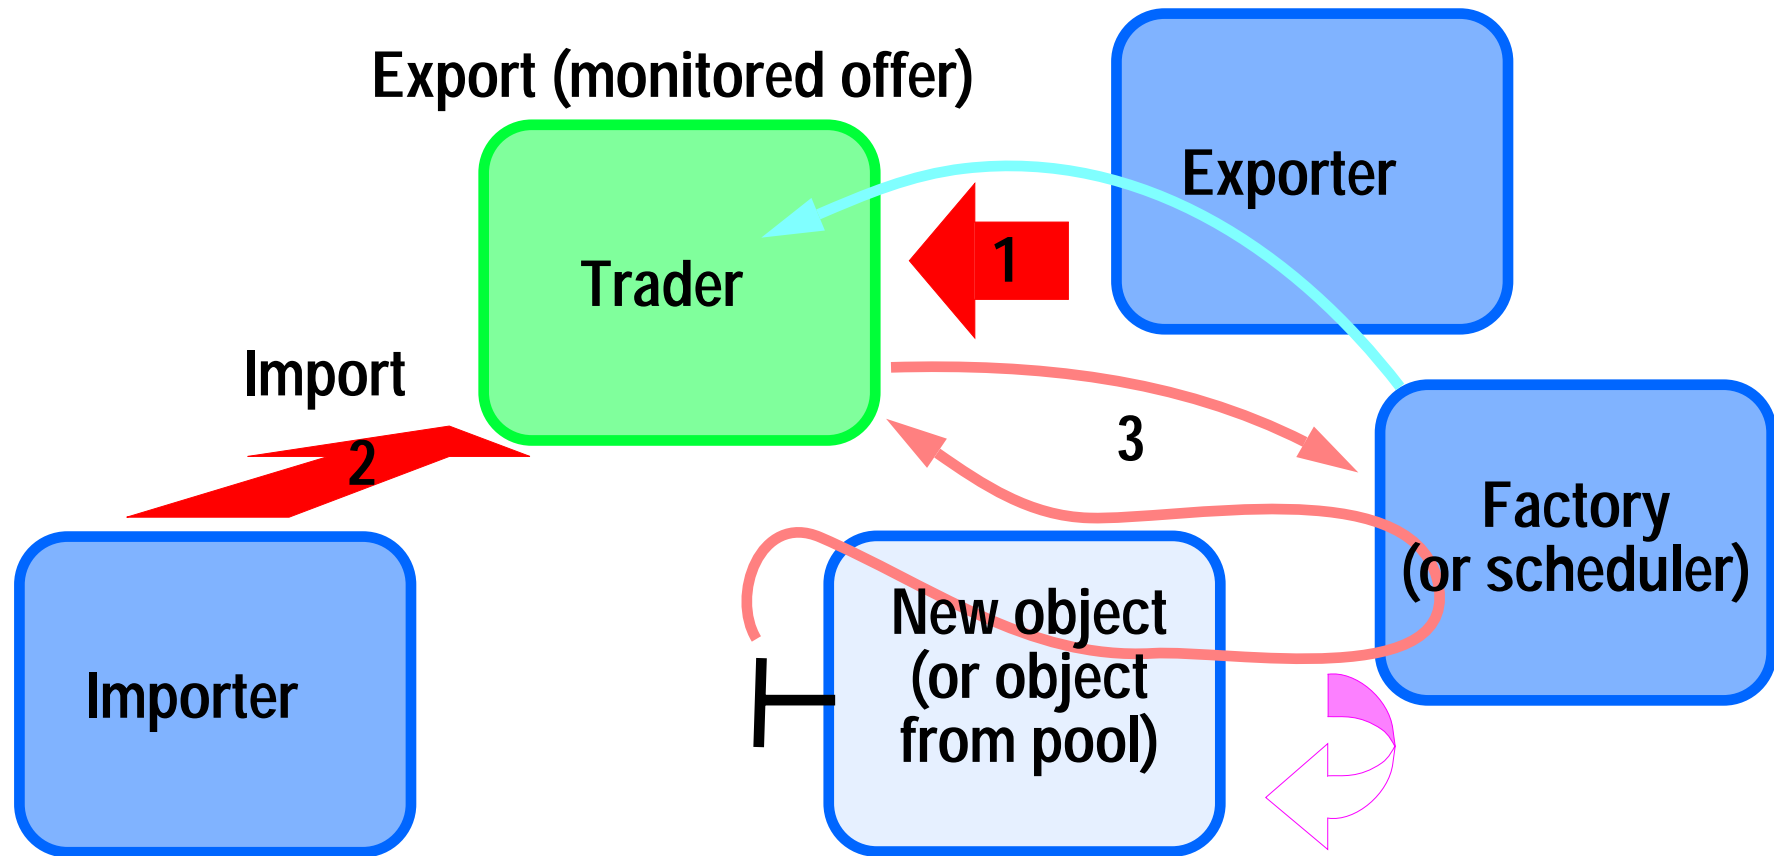 Export (monitored offer)
Exporter
1
Trader
Import
2
3
Factory
(or scheduler)
New object
(or object
from pool)
Importer